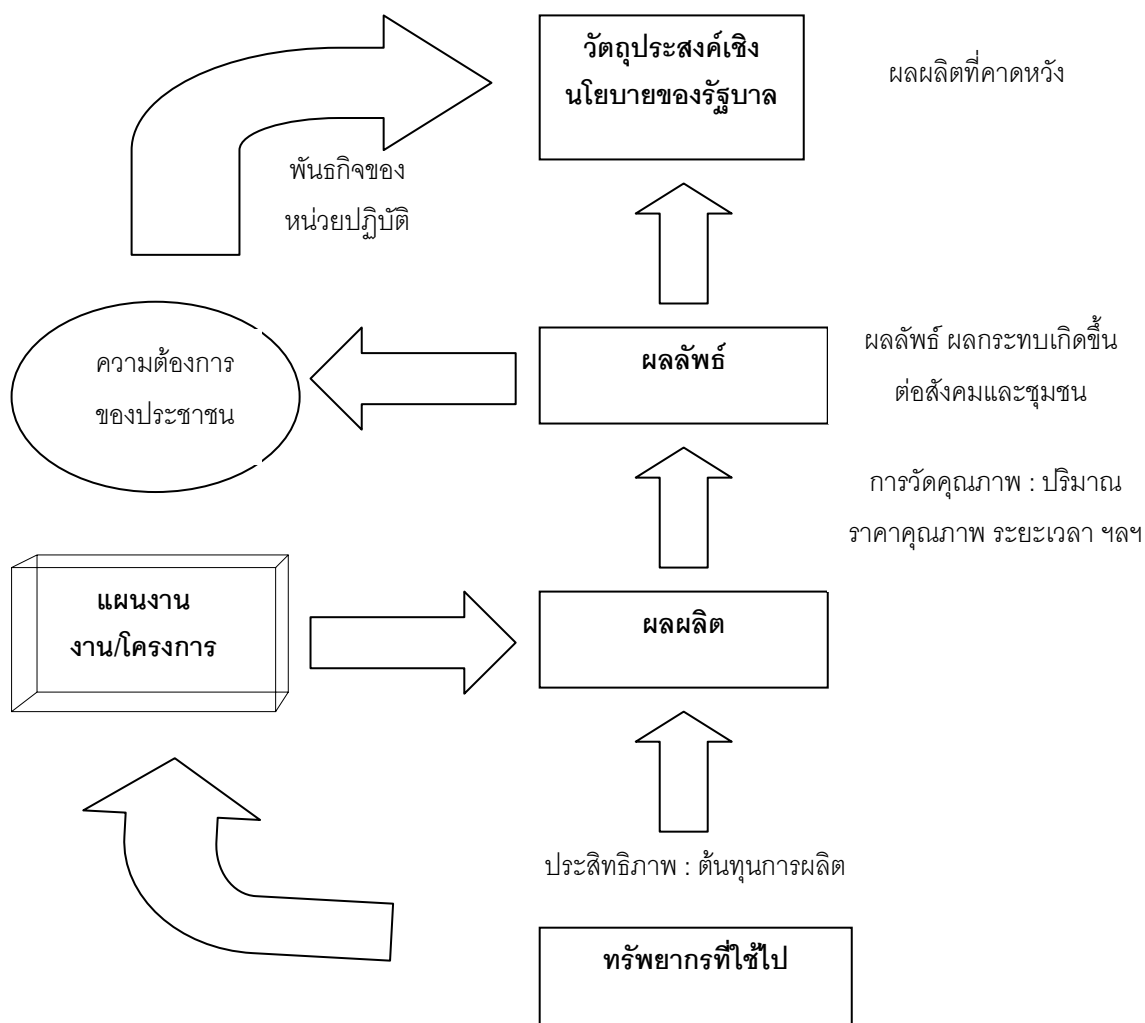 วัตถุประสงค์เชิง
นโยบายของรัฐบาล
ผลผลิตที่คาดหวัง
พันธกิจของ
หน่วยปฏิบัติ
ความต้องการ
ของประชาชน
ผลลัพธ์
ผลลัพธ์ ผลกระทบเกิดขึ้น
ต่อสังคมและชุมชน
การวัดคุณภาพ : ปริมาณ
ราคาคุณภาพ ระยะเวลา ฯลฯ
แผนงาน
งาน/โครงการ
ผลผลิต
ประสิทธิภาพ : ต้นทุนการผลิต
ทรัพยากรที่ใช้ไป